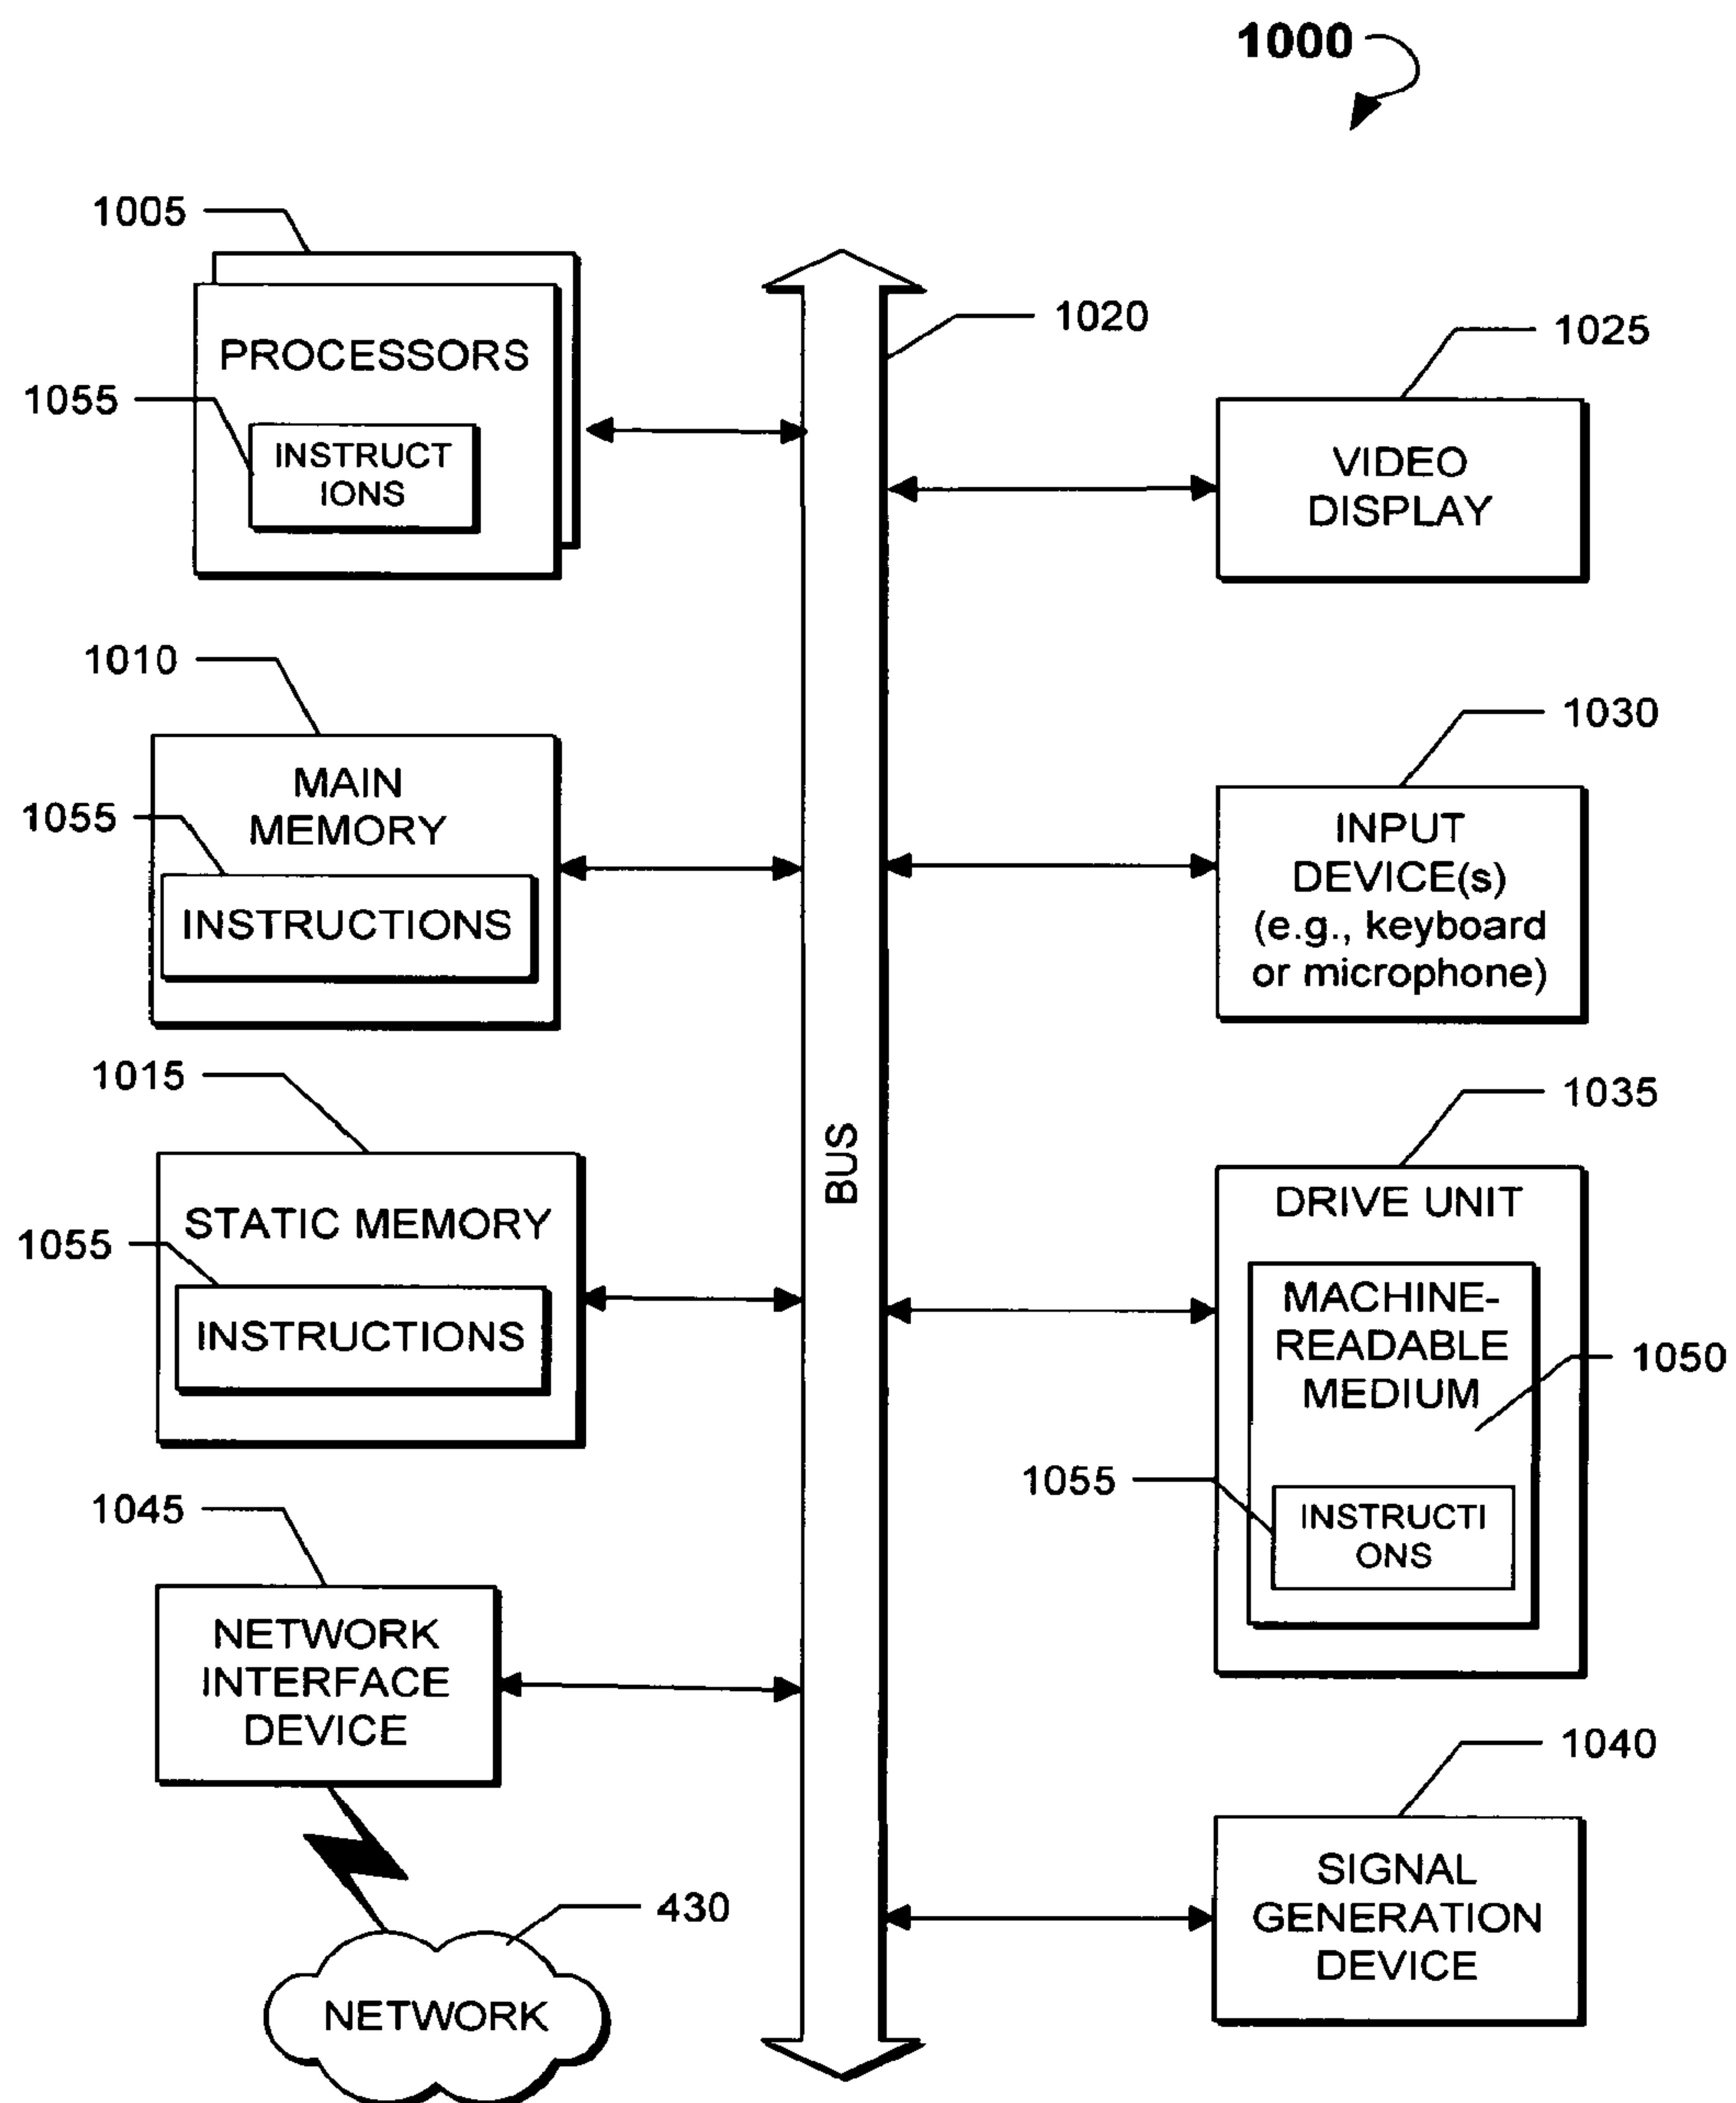 1000
1005
PROCESSORS
1055
INSTRUCT
IONS
1010
MAIN
MEMORY
1055
INSTRUCTIONS
1015
STATIC MEMORY
1055
INSTRUCTIONS
1045
NETWORK
INTERFACE
DEVICE
430
NETWORK
BUS
1020
1025
VIDEO
DISPLAY
1030
INPUT
DEVICE(s)
(e.g., keyboard
or microphone)
1035
DRIVE UNIT
MACHINE-
READABLE
MEDIUM
1050
1055
INSTRUCTI
ONS
1040
SIGNAL
GENERATION
DEVICE